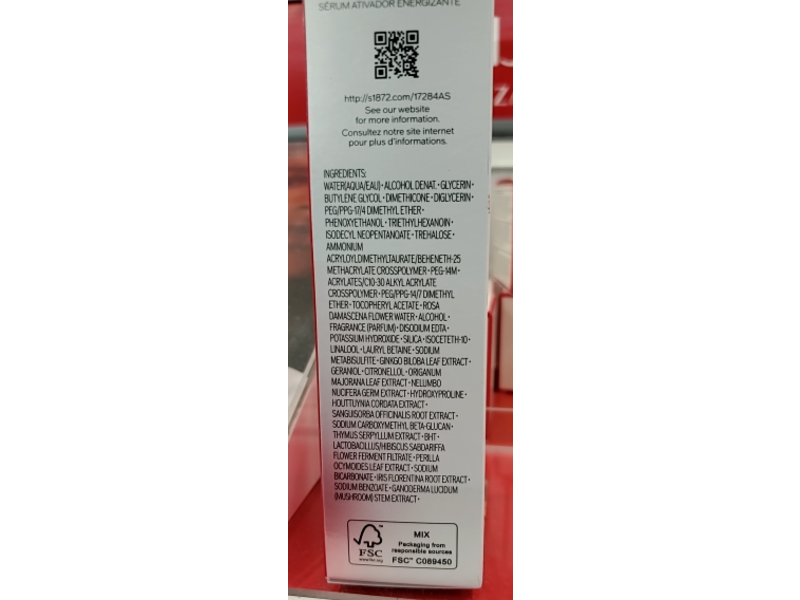 SÉRUM ATIVADOR ENERGIZANTE
http://s1872.com/17284AS
See our website
for more information.
Consultez notre site internet
pour plus d'informations.
INGREDIENTS:
WATER(AQUA/EAU)・ALCOHOL DENAT.・GLYCERIN・
BUTYLENE GLYCOL・DIMETHICONE・DIGLYCERIN・
PEG/PPG-17/4 DIMETHYL ETHER・
PHENOXYETHANOL・TRIETHYLHEXANOIN・
ISODECYL NEOPENTANOATE・TREHALOSE・
AMMONIUM
ACRYLOYLDIMETHYLTAURATE/BEHENETH-25
METHACRYLATE CROSSPOLYMER・PEG-14M・
ACRYLATES/C10-30 ALKYL ACRYLATE
CROSSPOLYMER・PEG/PPG-14/7 DIMETHYL
ETHER・TOCOPHERYL ACETATE・ROSA
DAMASCENA FLOWER WATER・ALCOHOL・
FRAGRANCE (PARFUM)・DISODIUM EDTA・
POTASSIUM HYDROXIDE・SILICA・ISOCETETH-10・
LINALOOL・LAURYL BETAINE・SODIUM
METABISULFITE・GINKGO BILOBA LEAF EXTRACT・
GERANIOL・CITRONELLOL・ORIGANUM
MAJORANA LEAF EXTRACT・NELUMBO
NUCIFERA GERM EXTRACT・HYDROXYPROLINE・
HOUTTUYNIA CORDATA EXTRACT・
SANGUISORBA OFFICINALIS ROOT EXTRACT・
SODIUM CARBOXYMETHYL BETA-GLUCAN・
THYMUS SERPYLLUM EXTRACT・BHT・
LACTOBACILLUS/HIBISCUS SABDARIFFA
FLOWER FERMENT FILTRATE・PERILLA
OCYMOIDES LEAF EXTRACT・SODIUM
BICARBONATE・IRIS FLORENTINA ROOT EXTRACT・
SODIUM BENZOATE・GANODERMA LUCIDUM
(MUSHROOM) STEM EXTRACT・
FSC
www.fsc.org
MIX
Packaging from
responsible sources
FSC™ C089450